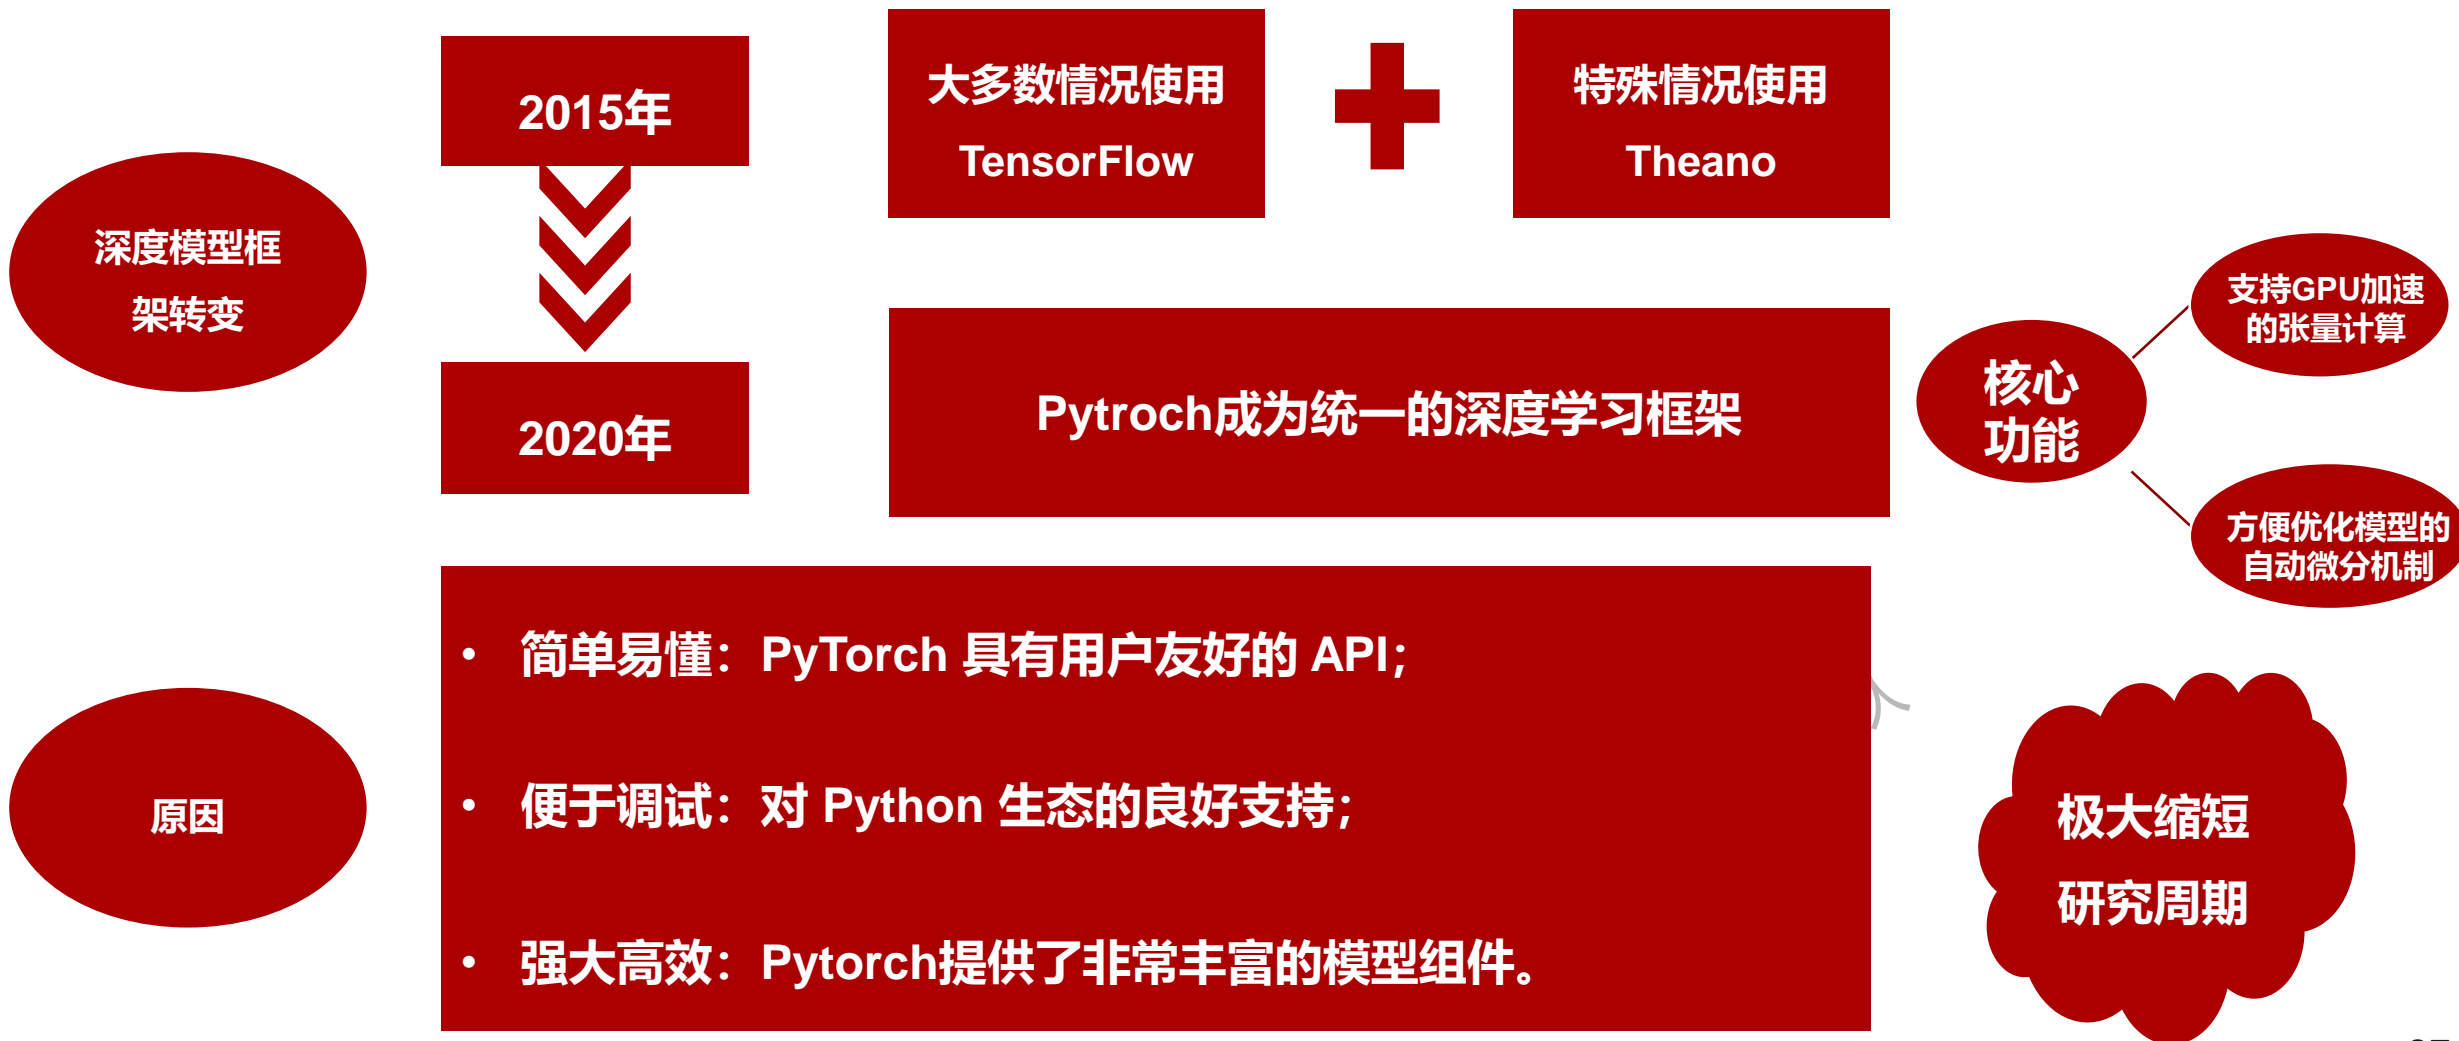 深度模型框
架转变
2015年
2020年
大多数情况使用
TensorFlow
特殊情况使用
Theano
Pytroch成为统一的深度学习框架
核心
功能
支持GPU加速
的张量计算
方便优化模型的
自动微分机制
原因
• 简单易懂：PyTorch 具有用户友好的 API；
• 便于调试：对 Python 生态的良好支持；
• 强大高效：Pytorch提供了非常丰富的模型组件。
极大缩短
研究周期